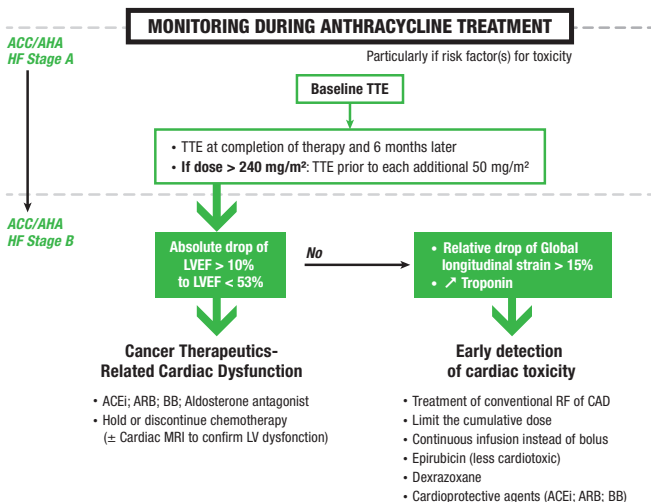 MONITORING DURING ANTHRACYCLINE TREATMENT
ACC/AHA
HF Stage A
Particularly if risk factor(s) for toxicity
Baseline TTE
• TTE at completion of therapy and 6 months later
• If dose > 240 mg/m²: TTE prior to each additional 50 mg/m²
ACC/AHA
HF Stage B
Absolute drop of
LVEF > 10%
to LVEF < 53%
No
• Relative drop of Global
longitudinal strain > 15%
• ↗ Troponin
Cancer Therapeutics-
Related Cardiac Dysfunction
• ACEi; ARB; BB; Aldosterone antagonist
• Hold or discontinue chemotherapy
(± Cardiac MRI to confirm LV dysfonction)
Early detection
of cardiac toxicity
• Treatment of conventional RF of CAD
• Limit the cumulative dose
• Continuous infusion instead of bolus
• Epirubicin (less cardiotoxic)
• Dexrazoxane
• Cardioprotective agents (ACEi; ARB; BB)